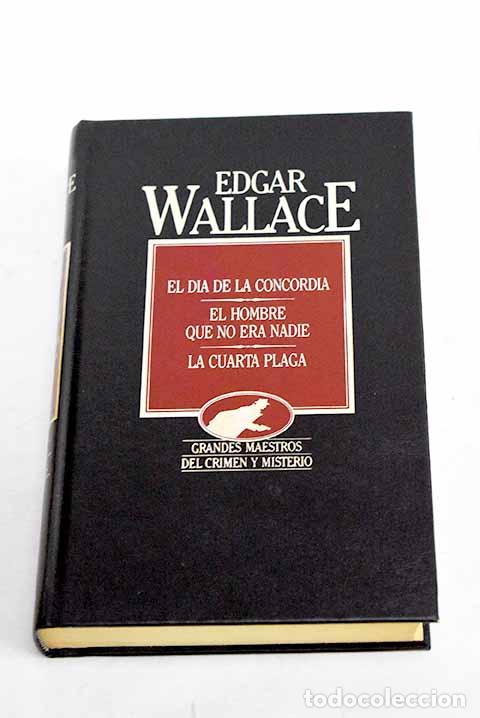 EDGAR
WALLACE
EL DIA DE LA CONCORDIA
EL HOMBRE
QUE NO ERA NADIE
LA CUARTA PLAGA
GRANDES MAESTROS
DEL CRIMEN Y MISTERIO
todocoleccion